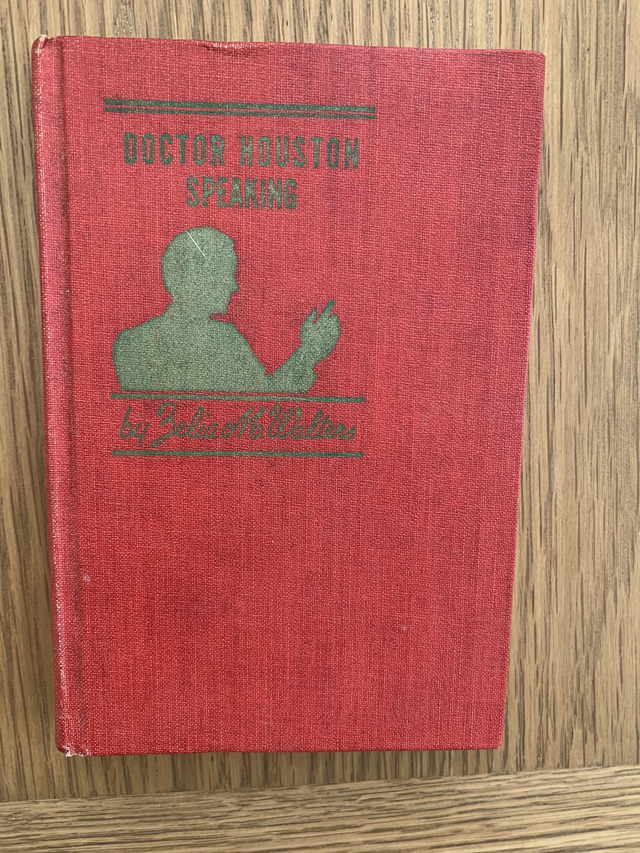 DOCTOR HOUSTON
SPEAKING
by Zelia M. Walters